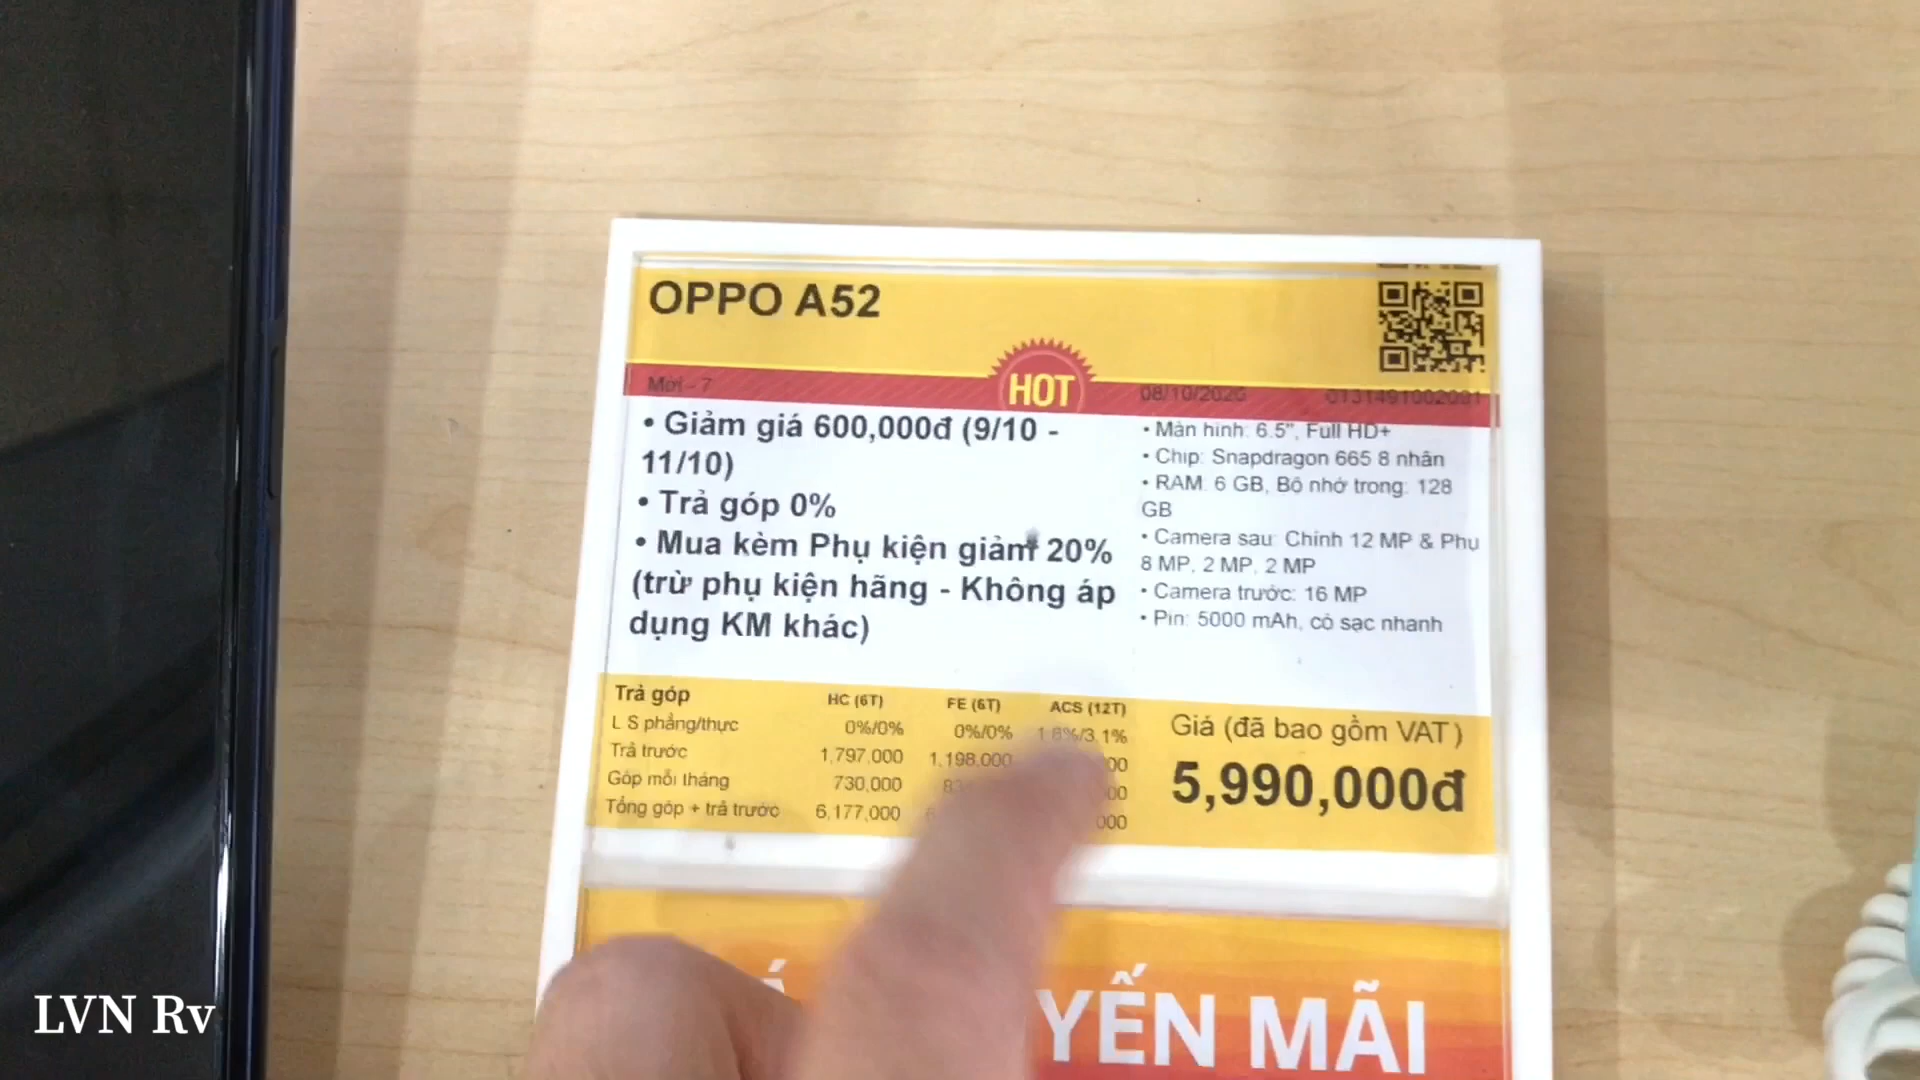 OPPO A52
Mới - 7
HOT
08/10/2020
• Giảm giá 600,000đ (9/10 -
11/10)
• Trả góp 0%
• Mua kèm Phụ kiện giảm 20%
(trừ phụ kiện hãng - Không áp
dụng KM khác)
• Màn hình: 6.5", Full HD+
• Chip: Snapdragon 665 8 nhân
• RAM: 6 GB, Bộ nhớ trong: 128
GB
• Camera sau: Chính 12 MP & Phụ
8 MP, 2 MP, 2 MP
• Camera trước: 16 MP
• Pin: 5000 mAh, có sạc nhanh
Trả góp HC (6T) FE (6T) ACS (12T)
L S phẳng/thực 0%/0% 0%/0% 1.8%/3.1%
Trả trước 1,797,000 1,198,000
Góp mỗi tháng 730,000
Tổng góp + trả trước 6,177,000
Giá (đã bao gồm VAT)
5,990,000đ
YẾN MÃI
LVN Rv